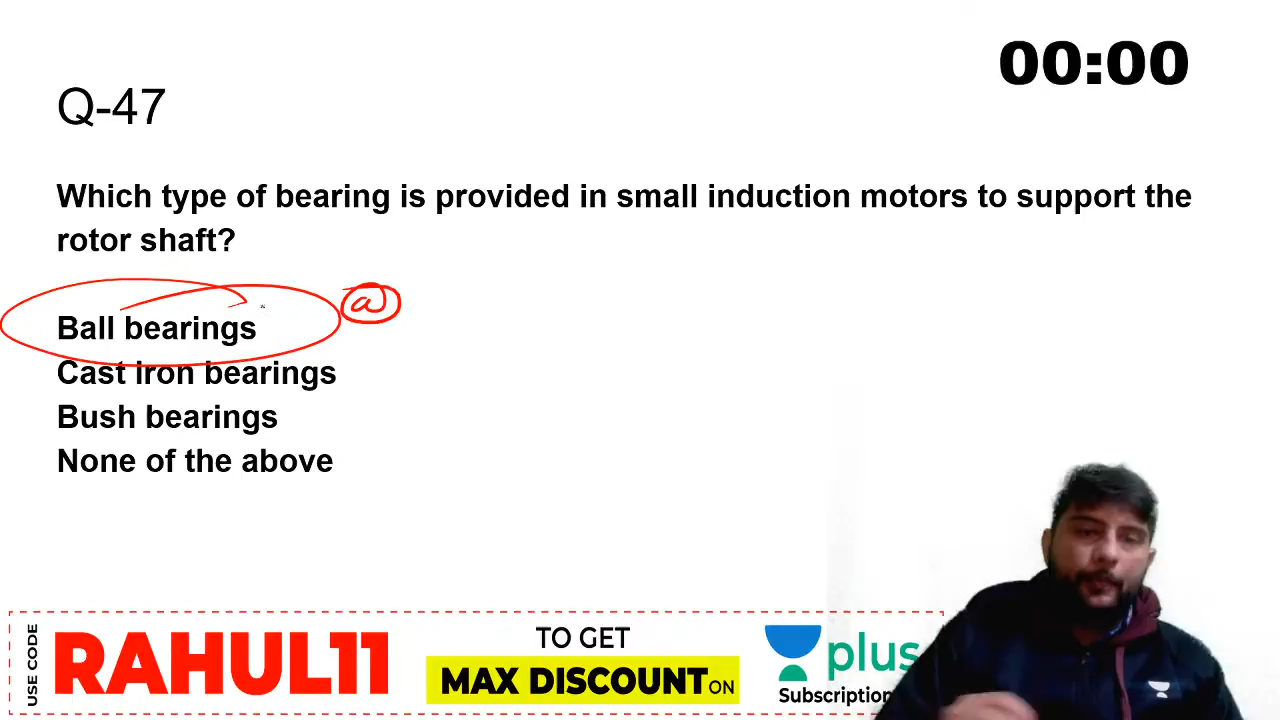 00:00
Q-47
Which type of bearing is provided in small induction motors to support the
rotor shaft?
a
Ball bearings
Cast iron bearings
Bush bearings
None of the above
USE CODE
RAHUL11
TO GET
MAX DISCOUNT ON
plus
Subscription